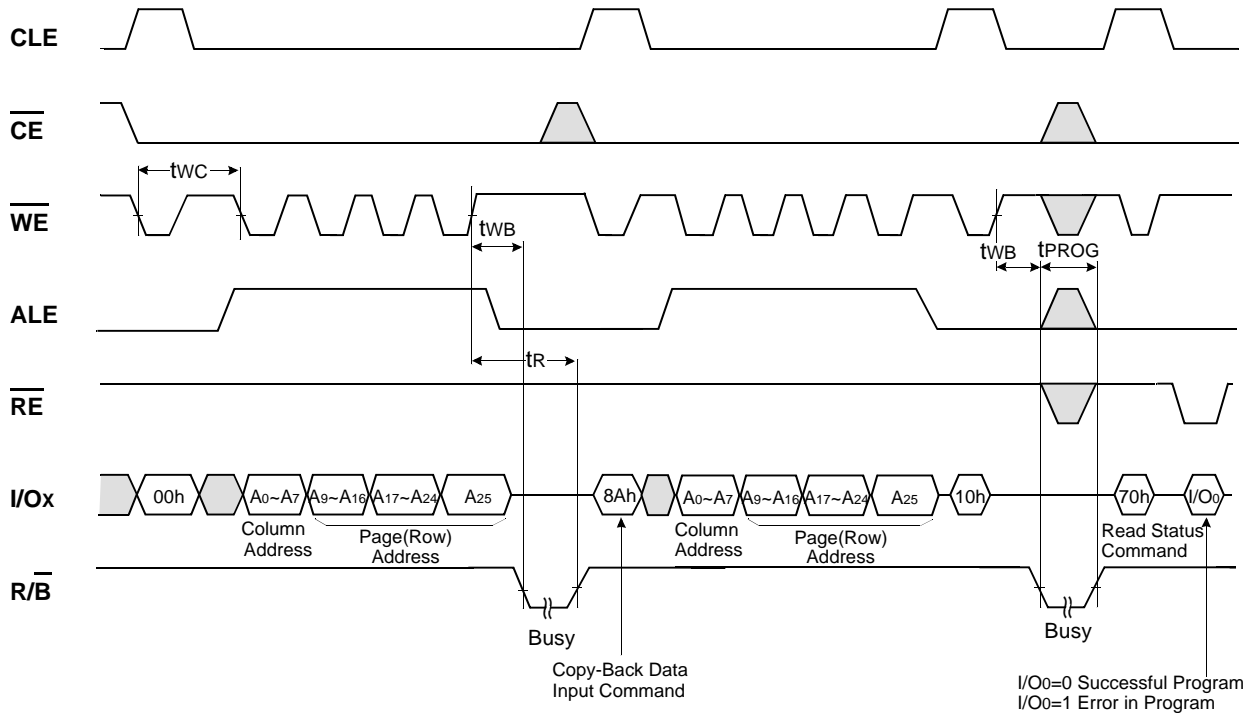 CLE
CE
tWC
WE
tWB
tWB
tPROG
ALE
tR
RE
I/Ox
00h
A0~A7
A9~A16
A17~A24
A25
8Ah
A0~A7
A9~A16
A17~A24
A25
10h
70h
I/O0
Column
Address
Page(Row)
Address
Column
Address
Page(Row)
Address
Read Status
Command
R/B
Busy
Busy
Copy-Back Data
Input Command
I/O0=0 Successful Program
I/O0=1 Error in Program